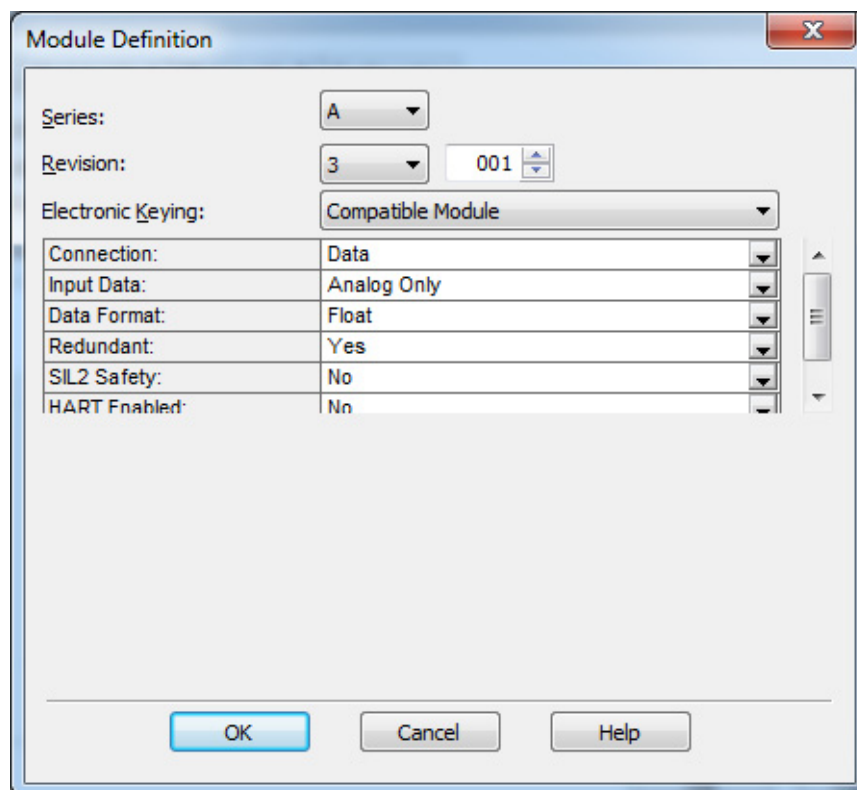 Module Definition
Series: A
Revision: 3 001
Electronic Keying: Compatible Module
Connection: Data
Input Data: Analog Only
Data Format: Float
Redundant: Yes
SIL2 Safety: No
HART Enabled: No
OK Cancel Help